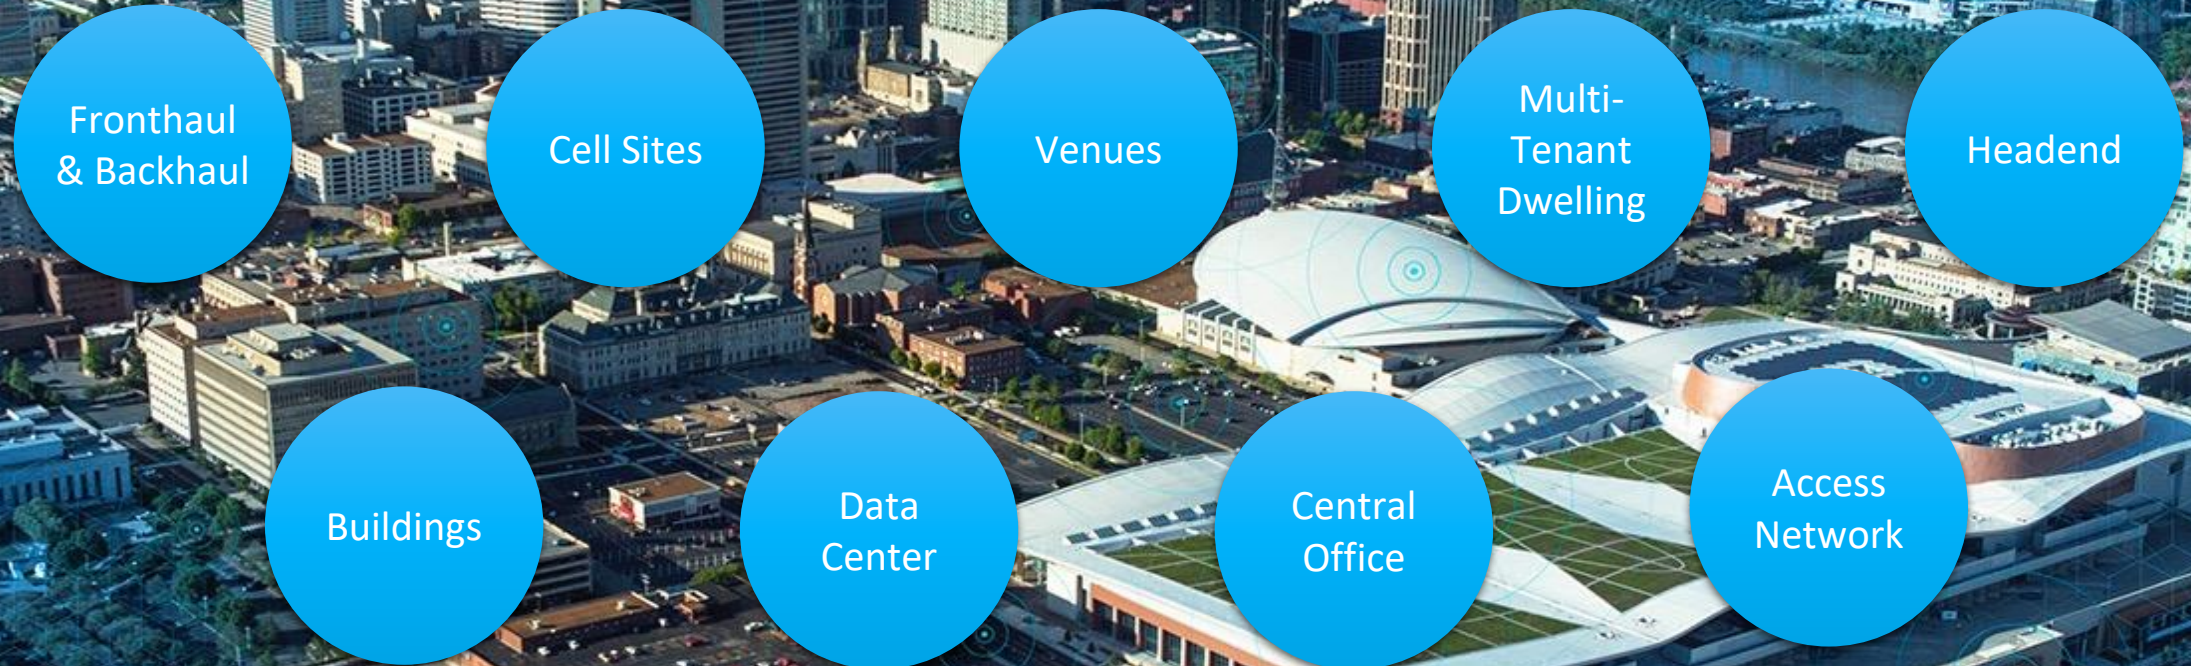 Fronthaul
& Backhaul
Cell Sites
Venues
Multi-
Tenant
Dwelling
Headend
Buildings
Data
Center
Central
Office
Access
Network